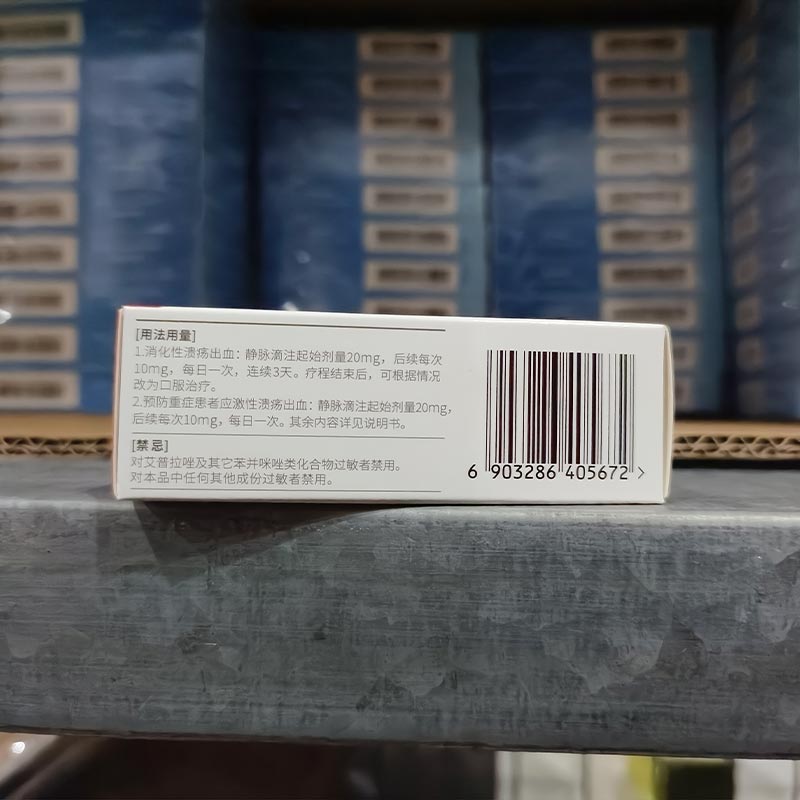 [用法用量]
1.消化性溃疡出血：静脉滴注起始剂量20mg，后续每次
10mg，每日一次，连续3天。疗程结束后，可根据情况
改为口服治疗。
2.预防重症患者应激性溃疡出血：静脉滴注起始剂量20mg，
后续每次10mg，每日一次。其余内容详见说明书。
[禁忌]
对艾普拉唑及其它苯并咪唑类化合物过敏者禁用。
对本品中任何其他成份过敏者禁用。
6 903286 405672 >